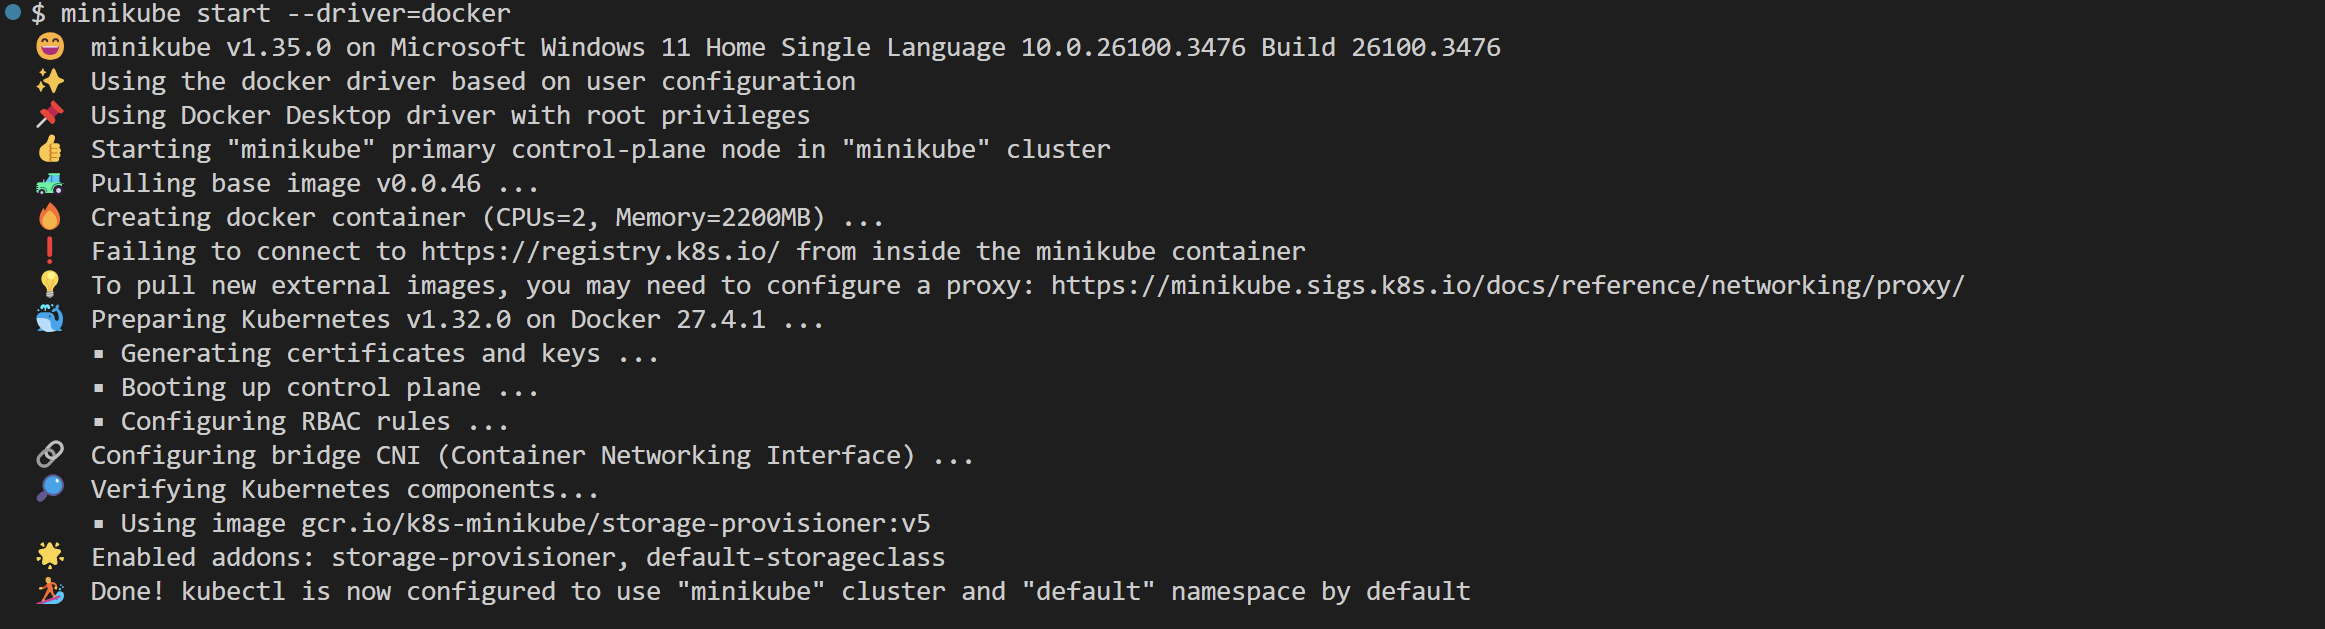 $ minikube start --driver=docker
😄 minikube v1.35.0 on Microsoft Windows 11 Home Single Language 10.0.26100.3476 Build 26100.3476
✨ Using the docker driver based on user configuration
📌 Using Docker Desktop driver with root privileges
👍 Starting "minikube" primary control-plane node in "minikube" cluster
🚜 Pulling base image v0.0.46 ...
🔥 Creating docker container (CPUs=2, Memory=2200MB) ...
❗ Failing to connect to https://registry.k8s.io/ from inside the minikube container
💡 To pull new external images, you may need to configure a proxy: https://minikube.sigs.k8s.io/docs/reference/networking/proxy/
🐳 Preparing Kubernetes v1.32.0 on Docker 27.4.1 ...
▪ Generating certificates and keys ...
▪ Booting up control plane ...
▪ Configuring RBAC rules ...
🔗 Configuring bridge CNI (Container Networking Interface) ...
🔎 Verifying Kubernetes components...
▪ Using image gcr.io/k8s-minikube/storage-provisioner:v5
🌟 Enabled addons: storage-provisioner, default-storageclass
🏄 Done! kubectl is now configured to use "minikube" cluster and "default" namespace by default